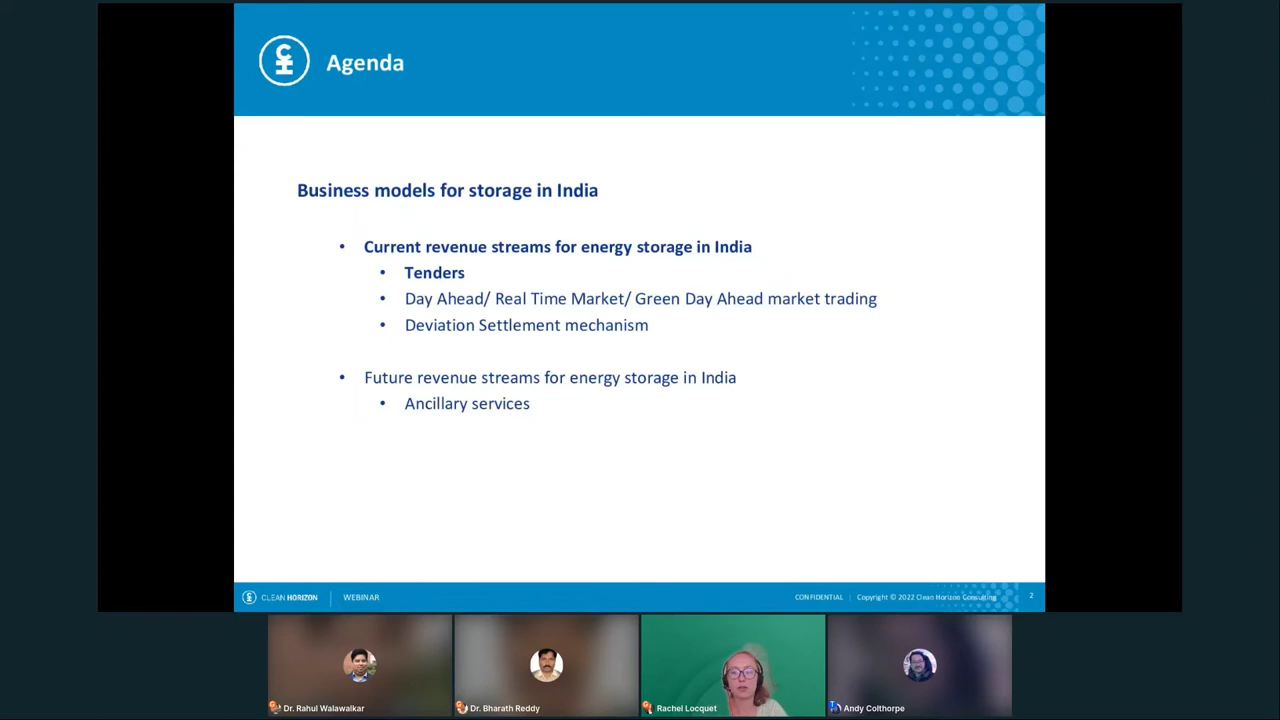 Agenda
Business models for storage in India
• Current revenue streams for energy storage in India
• Tenders
• Day Ahead/ Real Time Market/ Green Day Ahead market trading
• Deviation Settlement mechanism
• Future revenue streams for energy storage in India
• Ancillary services
CLEAN HORIZON | WEBINAR CONFIDENTIAL | Copyright © 2022 Clean Horizon Consulting 2
Dr. Rahul Walawalkar Dr. Bharath Reddy Rachel Locquet Andy Colthorpe